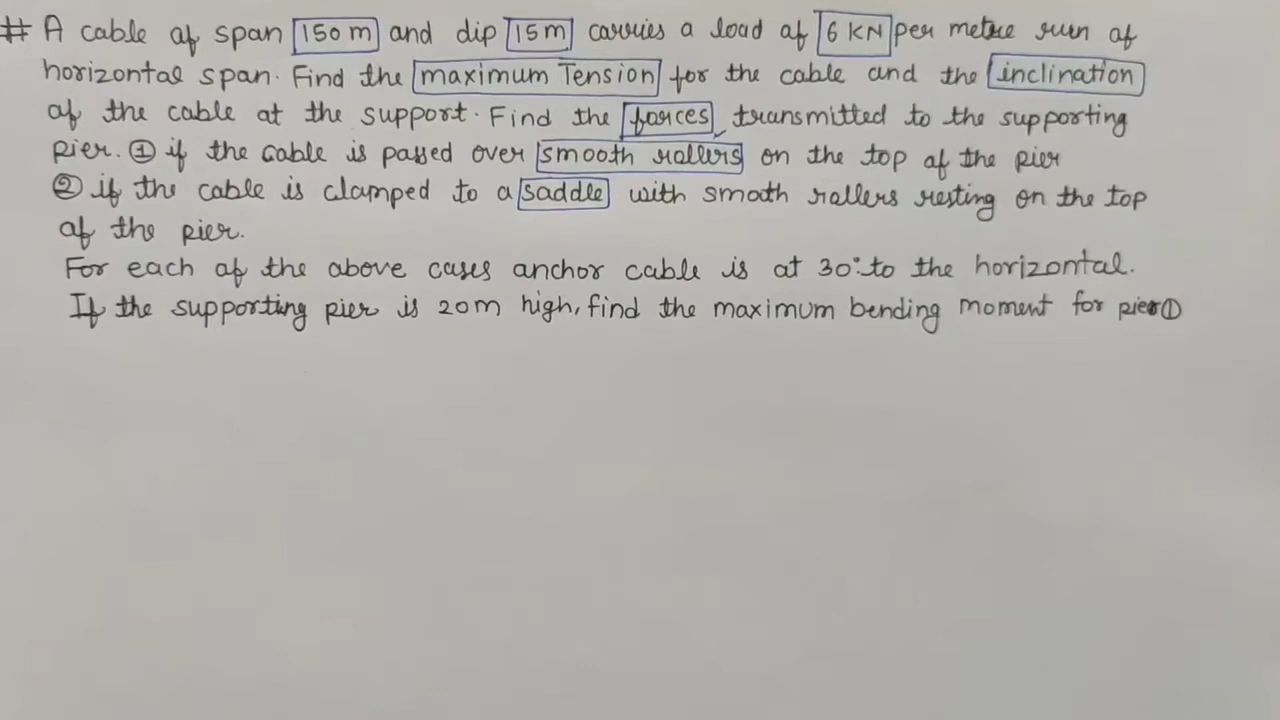 # A cable of span 150 m and dip 15 m carries a load of 6 KN per metre run of
horizontal span. Find the maximum Tension for the cable and the inclination
of the cable at the support. Find the forces transmitted to the supporting
Pier. ① if the cable is passed over smooth rollers on the top of the pier
② if the cable is clamped to a saddle with smoth rollers resting on the top
of the pier.
For each of the above cases anchor cable is at 30° to the horizontal.
If the supporting pier is 20m high, find the maximum bending moment for pier ①